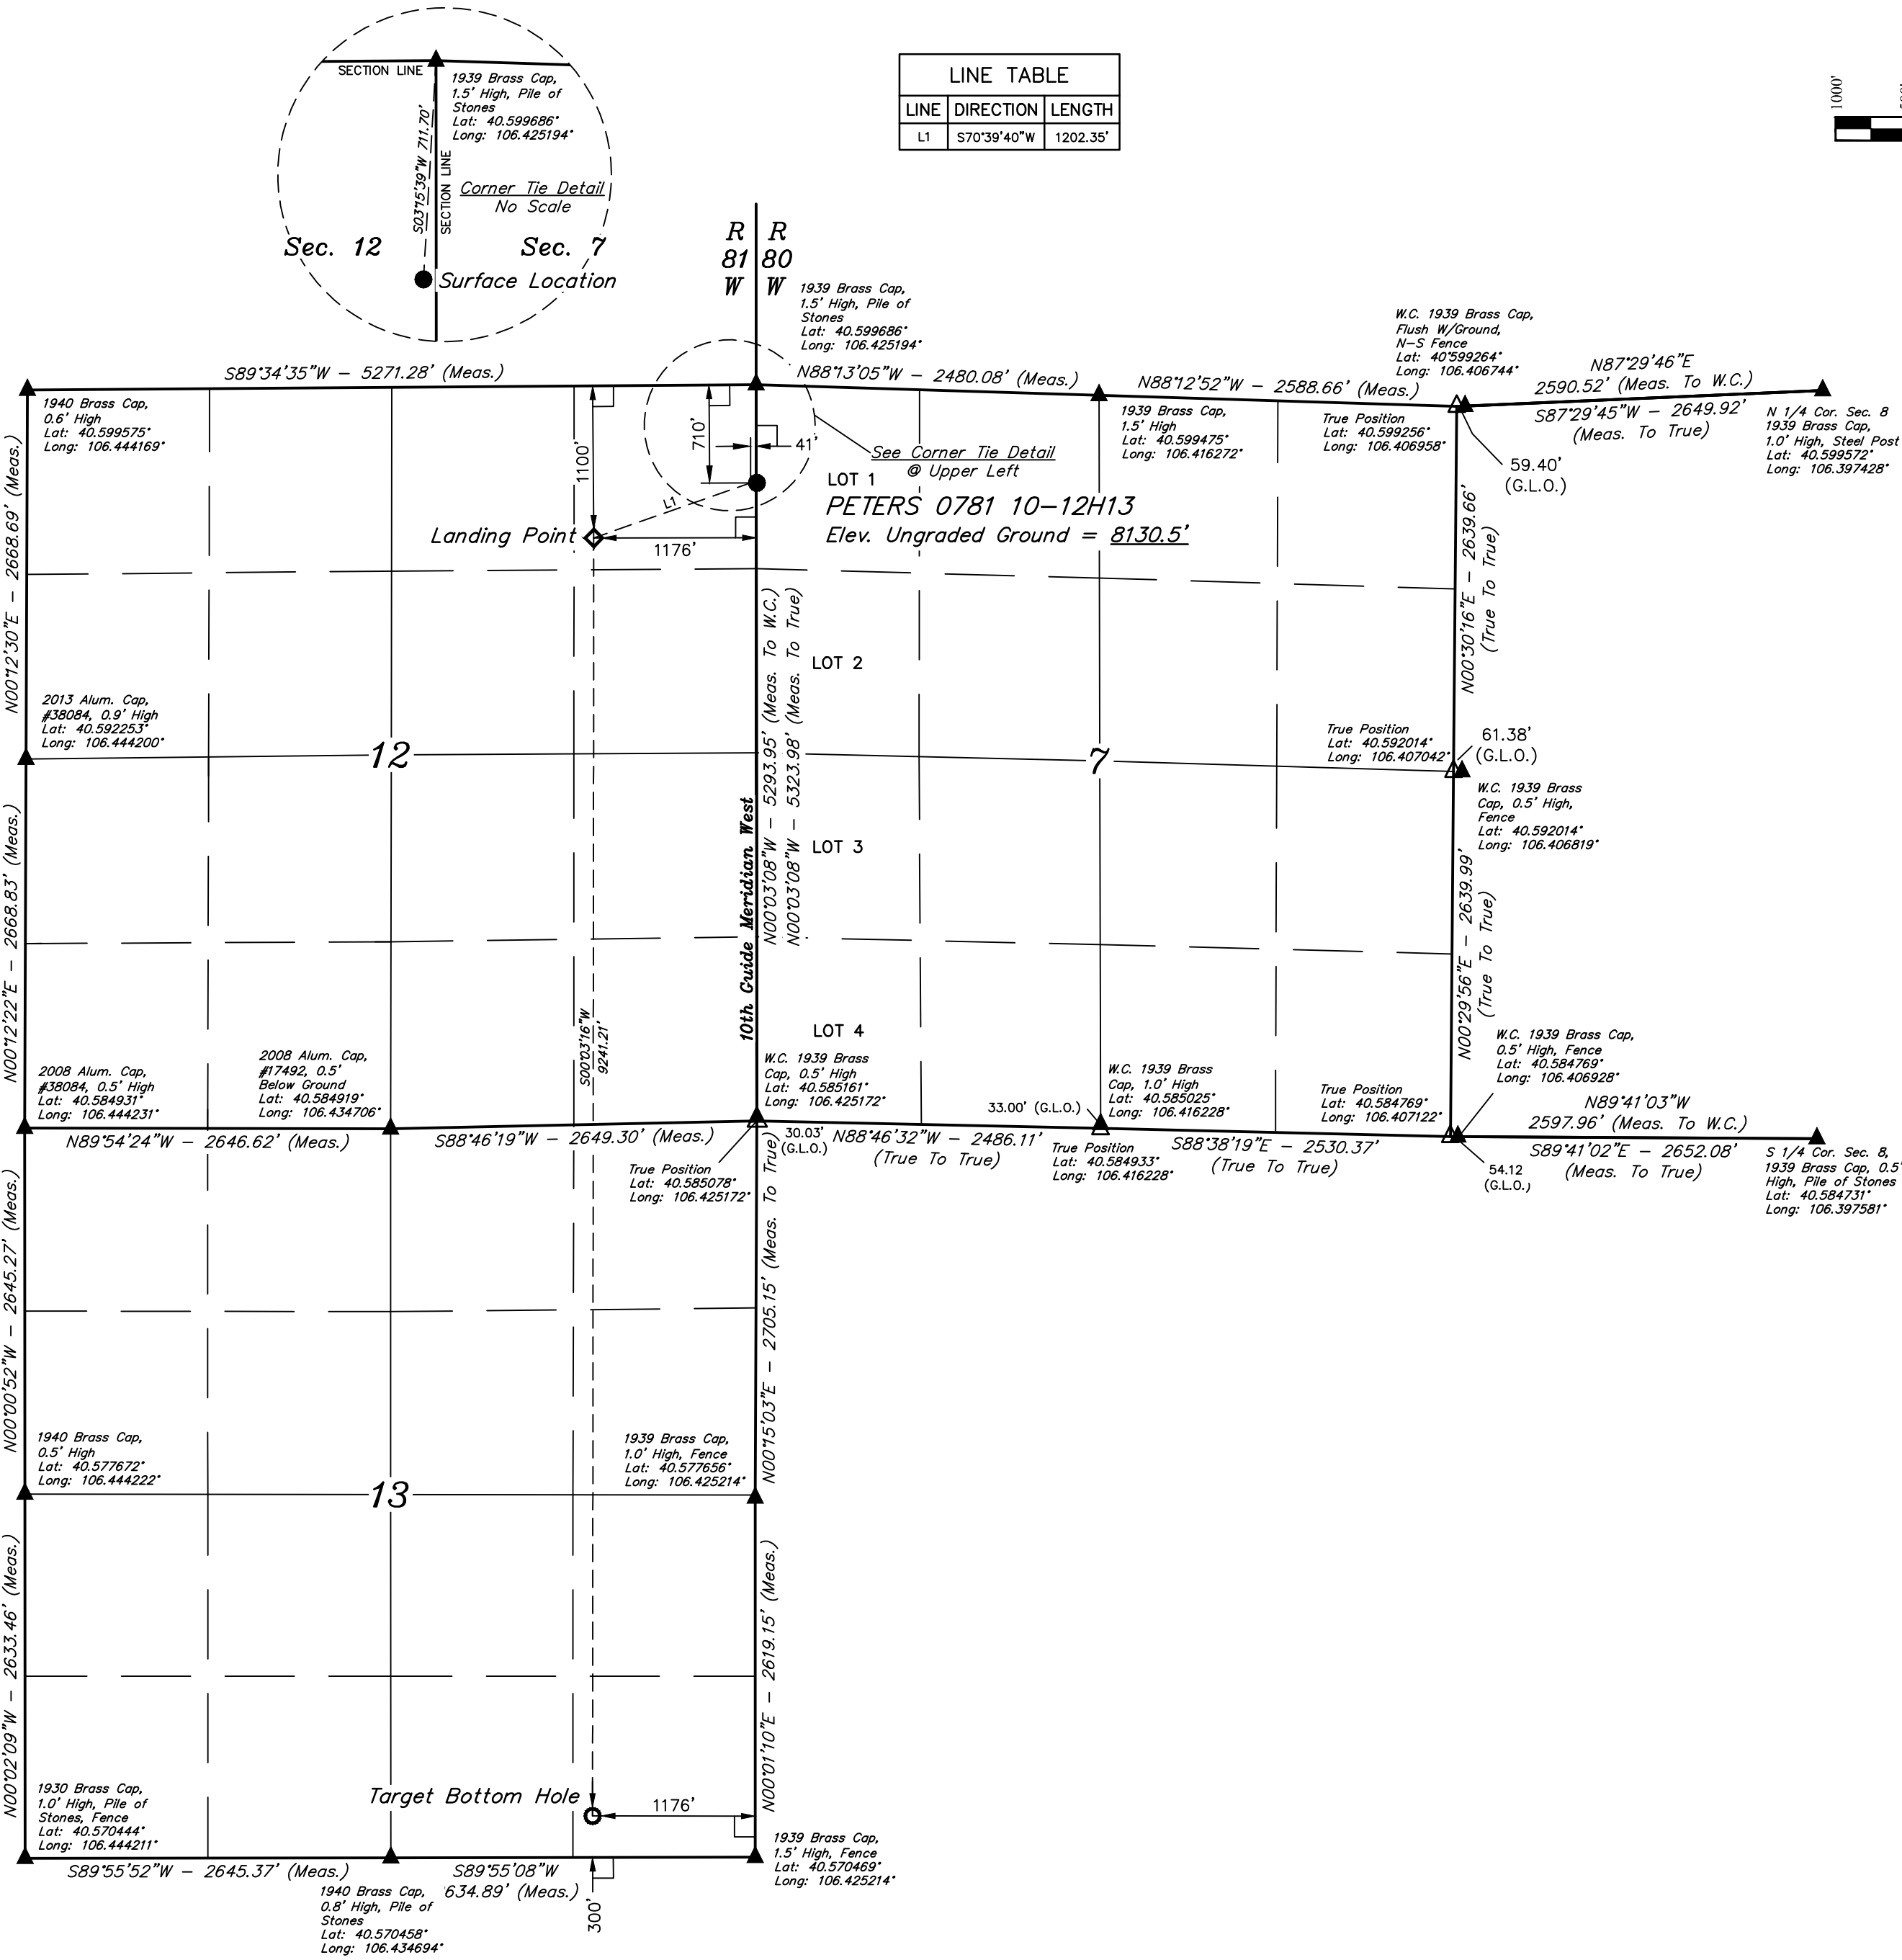 SECTION LINE
1939 Brass Cap,
1.5' High, Pile of
Stones
Lat: 40.599686°
Long: 106.425194°
S03°15'39"W 711.70'
SECTION LINE
Corner Tie Detail
No Scale
Sec. 12
Sec. 7
Surface Location
LINE TABLE
LINE DIRECTION LENGTH
L1 S70°39'40"W 1202.35'
1000'
R R
81 80
W W
1939 Brass Cap,
1.5' High, Pile of
Stones
Lat: 40.599686°
Long: 106.425194°
W.C. 1939 Brass Cap,
Flush W/Ground,
N-S Fence
Lat: 40°599264°
Long: 106.406744°
N87°29'46"E
2590.52' (Meas. To W.C.)
S87°29'45"W - 2649.92'
(Meas. To True)
S89°34'35"W - 5271.28' (Meas.)
N88°13'05"W - 2480.08' (Meas.)
N88°12'52"W - 2588.66' (Meas.)
1940 Brass Cap,
0.6' High
Lat: 40.599575°
Long: 106.444169°
1939 Brass Cap,
1.5' High
Lat: 40.599475°
Long: 106.416272°
True Position
Lat: 40.599256°
Long: 106.406958°
N 1/4 Cor. Sec. 8
1939 Brass Cap,
1.0' High, Steel Post
Lat: 40.599572°
Long: 106.397428°
59.40'
(G.L.O.)
1100'
710'
41'
See Corner Tie Detail
@ Upper Left
LOT 1
PETERS 0781 10-12H13
Elev. Ungraded Ground = 8130.5'
L1
Landing Point
1176'
N00°12'30"E - 2668.69' (Meas.)
N00°30'16"E - 2639.66'
(True To True)
LOT 2
N00°03'08"W - 5293.95' (Meas. To W.C.)
N00°03'08"W - 5323.98' (Meas. To True)
10th Guide Meridian West
2013 Alum. Cap,
#38084, 0.9' High
Lat: 40.592253°
Long: 106.444200°
12
7
True Position
Lat: 40.592014°
Long: 106.407042°
61.38'
(G.L.O.)
W.C. 1939 Brass
Cap, 0.5' High,
Fence
Lat: 40.592014°
Long: 106.406819°
LOT 3
N00°12'22"E - 2668.83' (Meas.)
N00°29'56"E - 2639.99'
(True To True)
S00°03'16"W
9241.21'
LOT 4
2008 Alum. Cap,
#38084, 0.5' High
Lat: 40.584931°
Long: 106.444231°
2008 Alum. Cap,
#17492, 0.5'
Below Ground
Lat: 40.584919°
Long: 106.434706°
W.C. 1939 Brass
Cap, 0.5' High
Lat: 40.585161°
Long: 106.425172°
33.00' (G.L.O.)
W.C. 1939 Brass
Cap, 1.0' High
Lat: 40.585025°
Long: 106.416228°
True Position
Lat: 40.584769°
Long: 106.407122°
W.C. 1939 Brass Cap,
0.5' High, Fence
Lat: 40.584769°
Long: 106.406928°
N89°41'03"W
2597.96' (Meas. To W.C.)
S89°41'02"E - 2652.08'
(Meas. To True)
N89°54'24"W - 2646.62' (Meas.)
S88°46'19"W - 2649.30' (Meas.)
30.03'
(G.L.O.)
N88°46'32"W - 2486.11'
(True To True)
True Position
Lat: 40.584933°
Long: 106.416228°
S88°38'19"E - 2530.37'
(True To True)
54.12
(G.L.O.)
S 1/4 Cor. Sec. 8,
1939 Brass Cap, 0.5'
High, Pile of Stones
Lat: 40.584731°
Long: 106.397581°
True Position
Lat: 40.585078°
Long: 106.425172°
N00°00'52"W - 2645.27' (Meas.)
N00°15'03"E - 2705.15' (Meas. To True)
1940 Brass Cap,
0.5' High
Lat: 40.577672°
Long: 106.444222°
13
1939 Brass Cap,
1.0' High, Fence
Lat: 40.577656°
Long: 106.425214°
N00°02'09"W - 2633.46' (Meas.)
N00°01'10"E - 2619.15' (Meas.)
1930 Brass Cap,
1.0' High, Pile of
Stones, Fence
Lat: 40.570444°
Long: 106.444211°
Target Bottom Hole
1176'
1939 Brass Cap,
1.5' High, Fence
Lat: 40.570469°
Long: 106.425214°
S89°55'52"W - 2645.37' (Meas.)
S89°55'08"W
634.89' (Meas.)
1940 Brass Cap,
0.8' High, Pile of
Stones
Lat: 40.570458°
Long: 106.434694°
300'